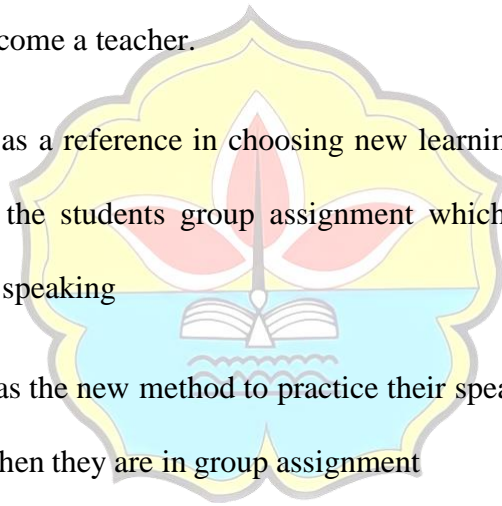 come a teacher.
as a reference in choosing new learnin
the students group assignment which
speaking
as the new method to practice their spea
hen they are in group assignment